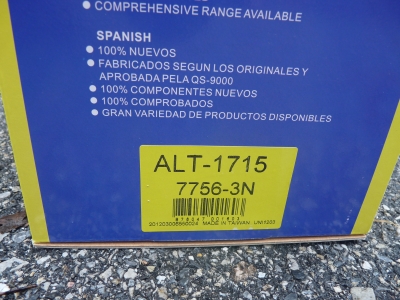 • COMPREHENSIVE RANGE AVAILABLE
SPANISH
• 100% NUEVOS
• FABRICADOS SEGUN LOS ORIGINALES Y
APROBADA PELA QS-9000
• 100% COMPONENTES NUEVOS
• 100% COMPROBADOS
• GRAN VARIEDAD DE PRODUCTOS DISPONIBLES
ALT-1715
7756-3N
MADE IN TAIWAN